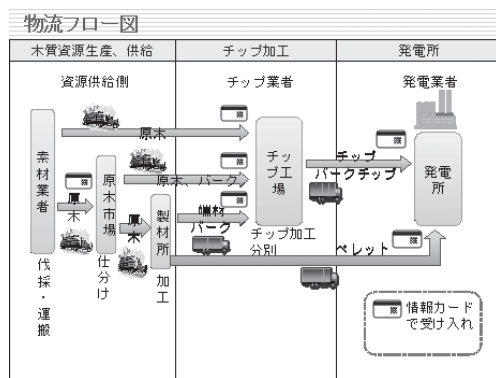 物流フロー図
木質資源生産、供給
チップ加工
発電所
資源供給側
チップ業者
発電業者
原木
素材業者
原木
原木市場
原木、バーク
原木
製材所
端材
バーク
チップ工場
チップ
バークチップ
発電所
チップ加工
分別
ペレット
伐採・運搬
仕分け
加工
情報カード
で受け入れ